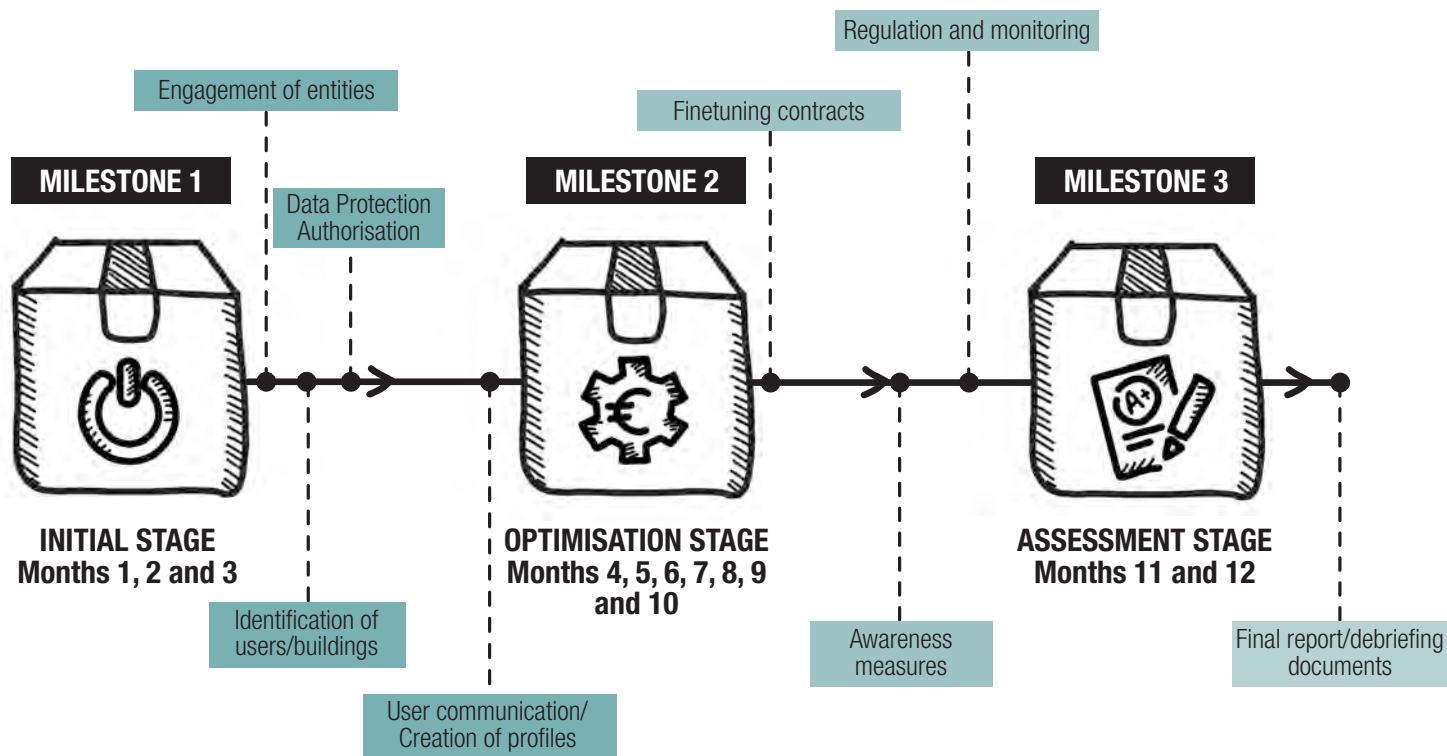 Regulation and monitoring
Engagement of entities
Finetuning contracts
MILESTONE 1
MILESTONE 2
MILESTONE 3
Data Protection
Authorisation
€
A+
INITIAL STAGE
Months 1, 2 and 3
OPTIMISATION STAGE
Months 4, 5, 6, 7, 8, 9
and 10
ASSESSMENT STAGE
Months 11 and 12
Identification of
users/buildings
Awareness
measures
Final report/debriefing
documents
User communication/
Creation of profiles